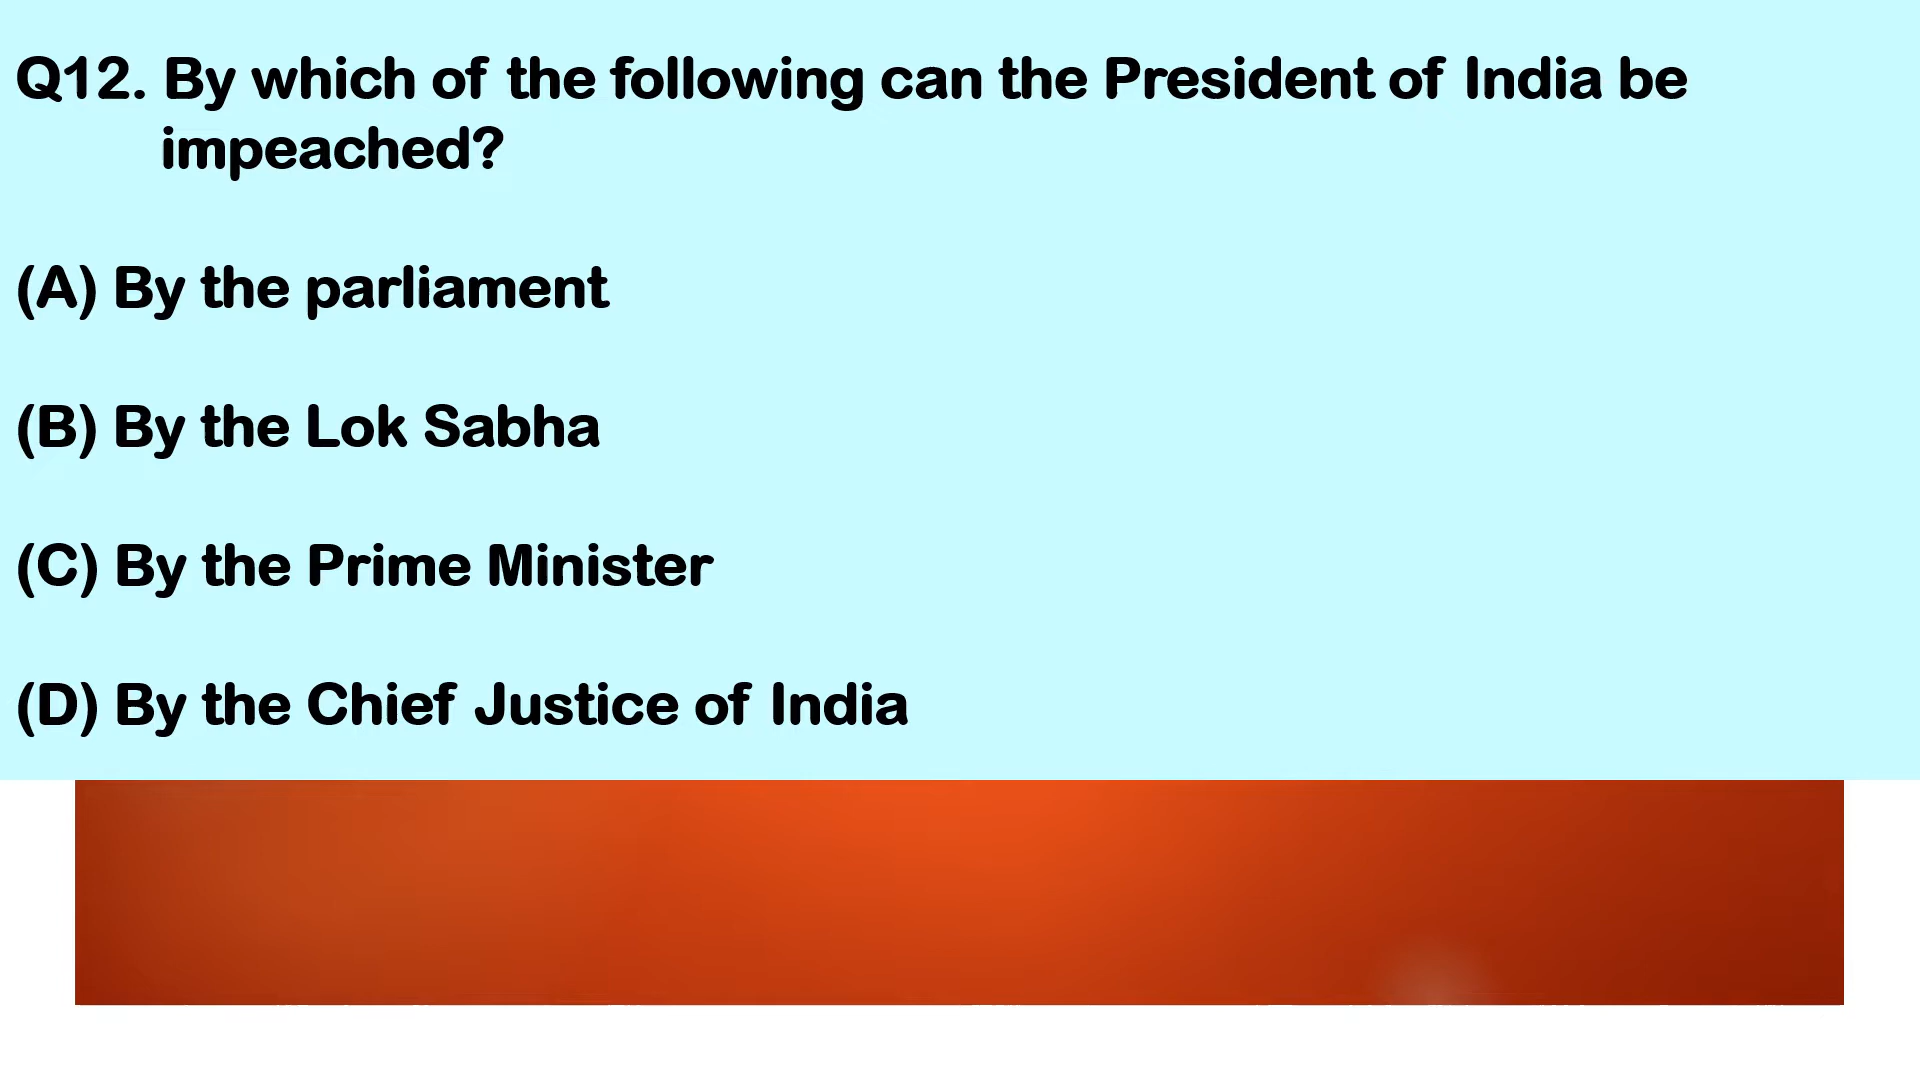 Q12. By which of the following can the President of India be
impeached?
(A) By the parliament
(B) By the Lok Sabha
(C) By the Prime Minister
(D) By the Chief Justice of India